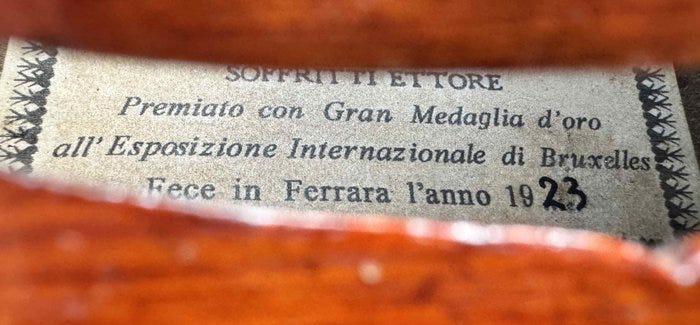 SOFFRITTI ETTORE
Premiato con Gran Medaglia d'oro
all'Esposizione Internazionale di Bruxelles
Fece in Ferrara l'anno 1923